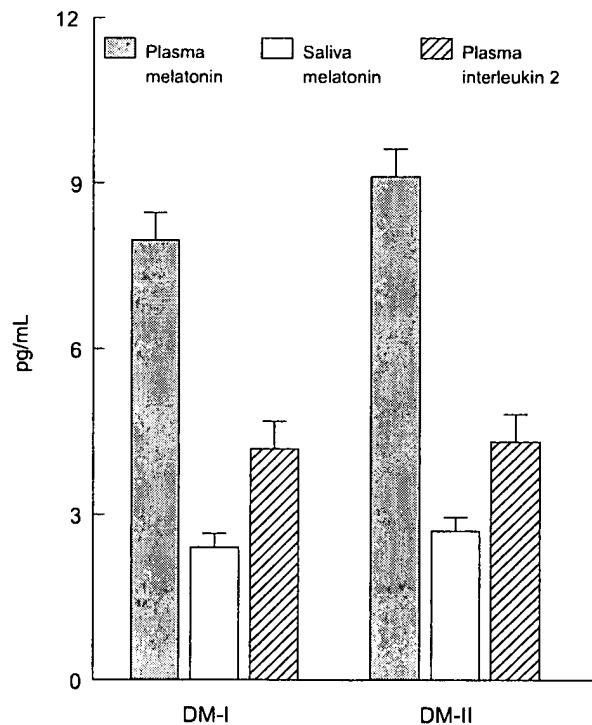 12
Plasma
melatonin
Saliva
melatonin
Plasma
interleukin 2
9
6
3
0
pg/mL
DM-I
DM-II